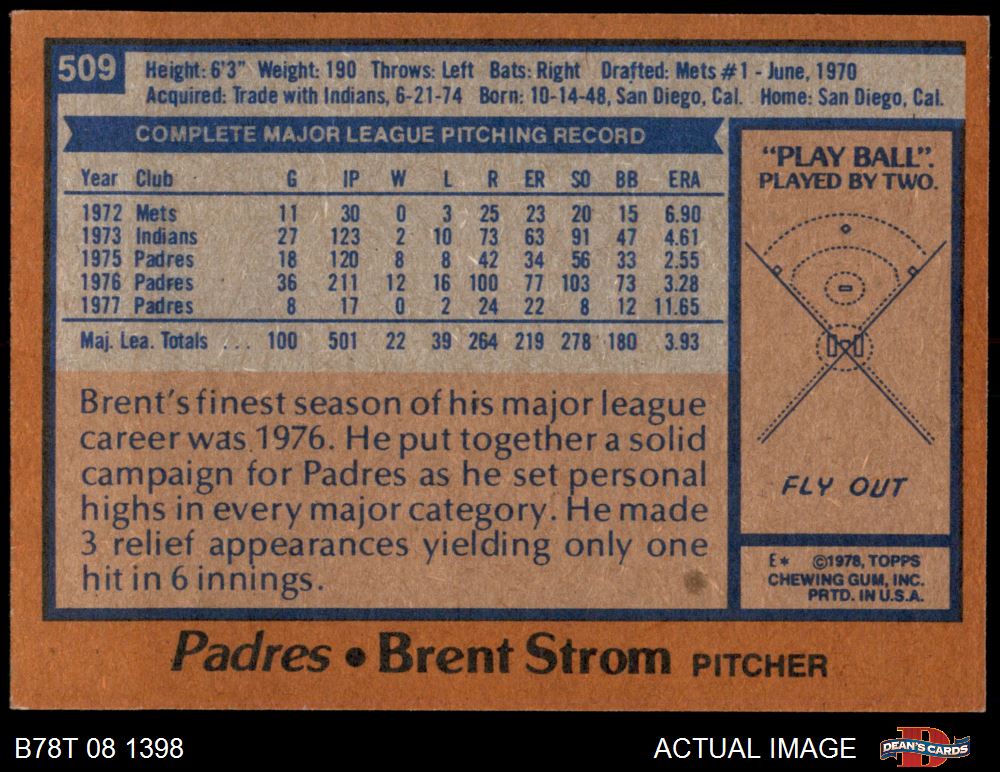 509
Height: 6'3" Weight: 190 Throws: Left Bats: Right Drafted: Mets #1 - June, 1970
Acquired: Trade with Indians, 6-21-74 Born: 10-14-48, San Diego, Cal. Home: San Diego, Cal.
COMPLETE MAJOR LEAGUE PITCHING RECORD
Year Club G IP W L R ER SO BB ERA
1972 Mets 11 30 0 3 25 23 20 15 6.90
1973 Indians 27 123 2 10 73 63 91 47 4.61
1975 Padres 18 120 8 8 42 34 56 33 2.55
1976 Padres 36 211 12 16 100 77 103 73 3.28
1977 Padres 8 17 0 2 24 22 8 12 11.65
Maj. Lea. Totals . . . 100 501 22 39 264 219 278 180 3.93
Brent's finest season of his major league
career was 1976. He put together a solid
campaign for Padres as he set personal
highs in every major category. He made
3 relief appearances yielding only one
hit in 6 innings.
"PLAY BALL".
PLAYED BY TWO.
FLY OUT
E* ©1978, TOPPS
CHEWING GUM, INC.
PRTD. IN U.S.A.
Padres • Brent Strom PITCHER
B78T 08 1398
ACTUAL IMAGE
D
DEAN'S CARDS